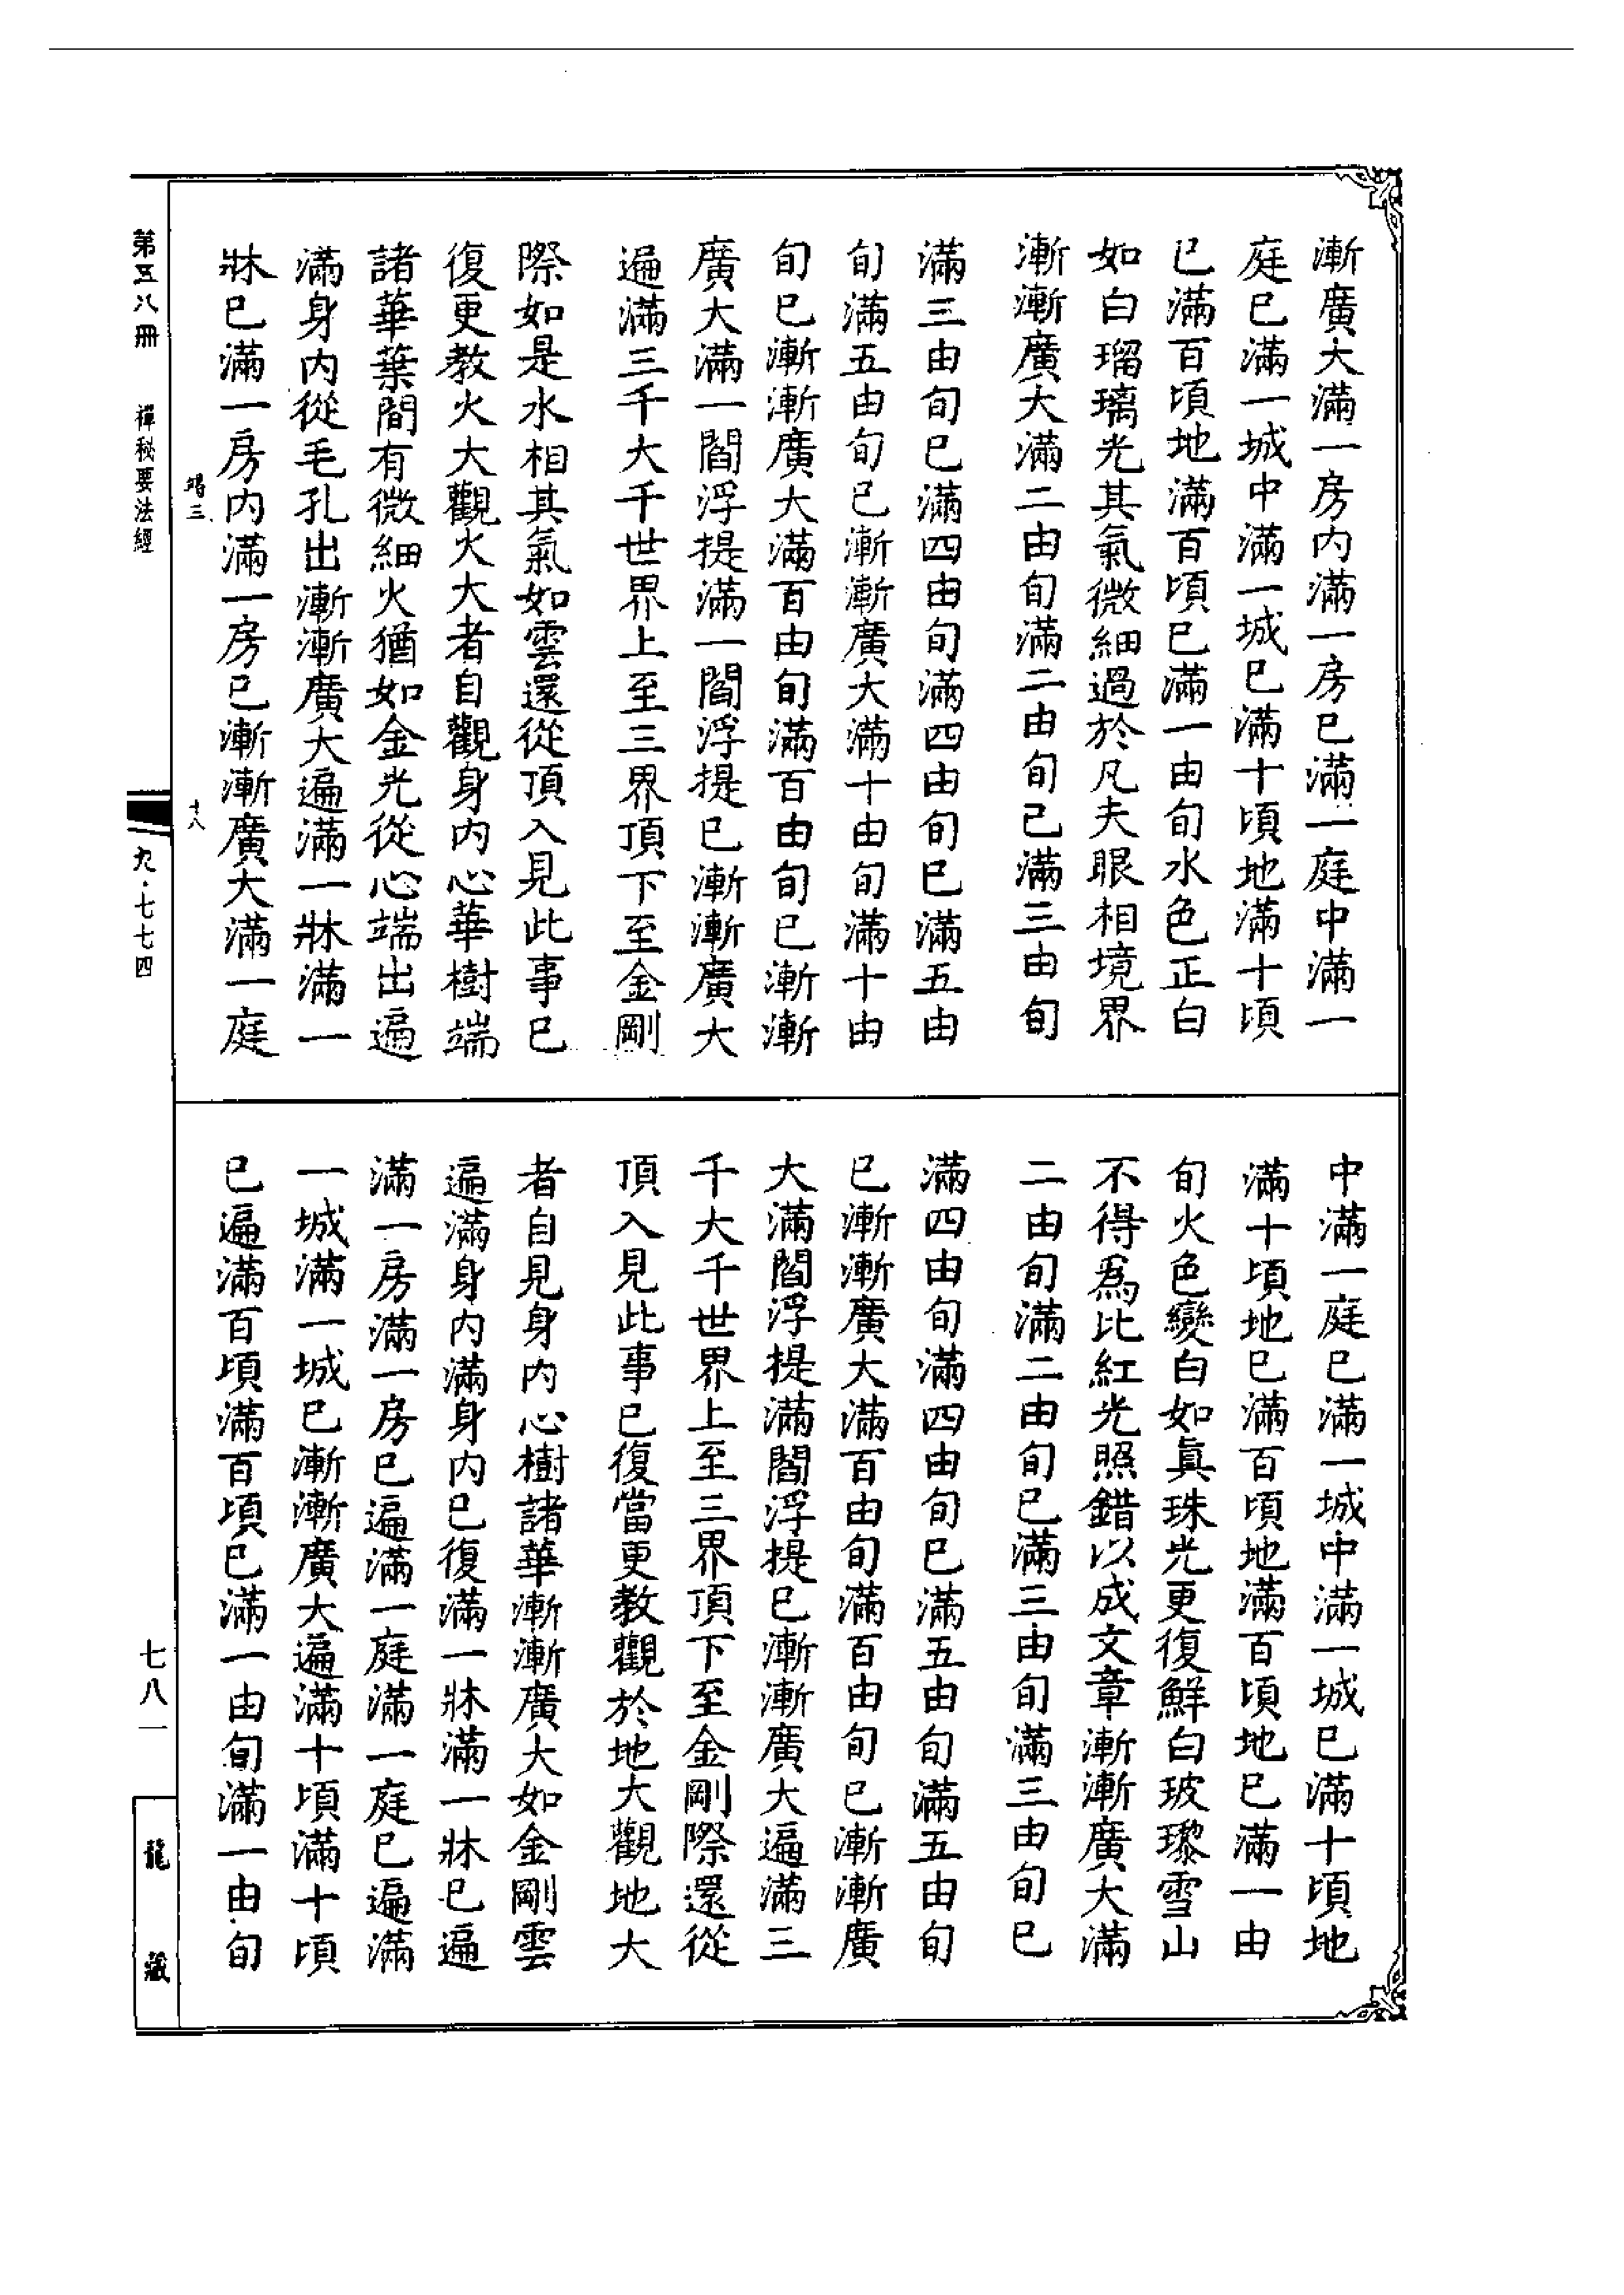 漸廣大滿一房内滿一房已滿一庭中滿一
庭已滿一城中滿一城已滿十頃地滿十頃
已滿百頃地滿百頃已滿一由旬水色正白
如白瑠璃光其氣微細過於凡夫眼相境界
漸漸廣大滿二由旬滿二由旬已滿三由旬
滿三由旬已滿四由旬滿四由旬已滿五由
旬滿五由旬已漸漸廣大滿十由旬滿十由
旬已漸漸廣大滿百由旬滿百由旬已漸漸
廣大滿一閻浮提滿一閻浮提已漸漸廣大
遍滿三千大千世界上至三界頂下至金剛
際如是水相其氣如雲還從頂入見此事已
復更教火大觀火大者自觀身内心華樹端
諸華葉間有微細火猶如金光從心端出遍
滿身内從毛孔出漸漸廣大遍滿一牀滿一
牀已滿一房内滿一房已漸漸廣大滿一庭
中滿一庭已滿一城中滿一城已滿十頃地
滿十頃地已滿百頃地滿百頃地已滿一由
旬火色變白如真珠光更復鮮白玻瓈雪山
不得爲比紅光照錯以成文章漸漸廣大滿
二由旬滿二由旬已滿三由旬滿三由旬已
滿四由旬滿四由旬已滿五由旬滿五由旬
已漸漸廣大滿百由旬滿百由旬已漸漸廣
大滿閻浮提滿閻浮提已漸漸廣大遍滿三
千大千世界上至三界頂下至金剛際還從
頂入見此事已復當更教觀於地大觀地大
者自見身内心樹諸華漸漸廣大如金剛雲
遍滿身内滿身内已復滿一牀滿一牀已遍
滿一房滿一房已遍滿一庭滿一庭已遍滿
一城滿一城已漸漸廣大遍滿十頃滿十頃
已遍滿百頃滿百頃已滿一由旬滿一由旬
竭三
十八
第五八冊
禪秘要法經
九·七七四
七八一
龍藏